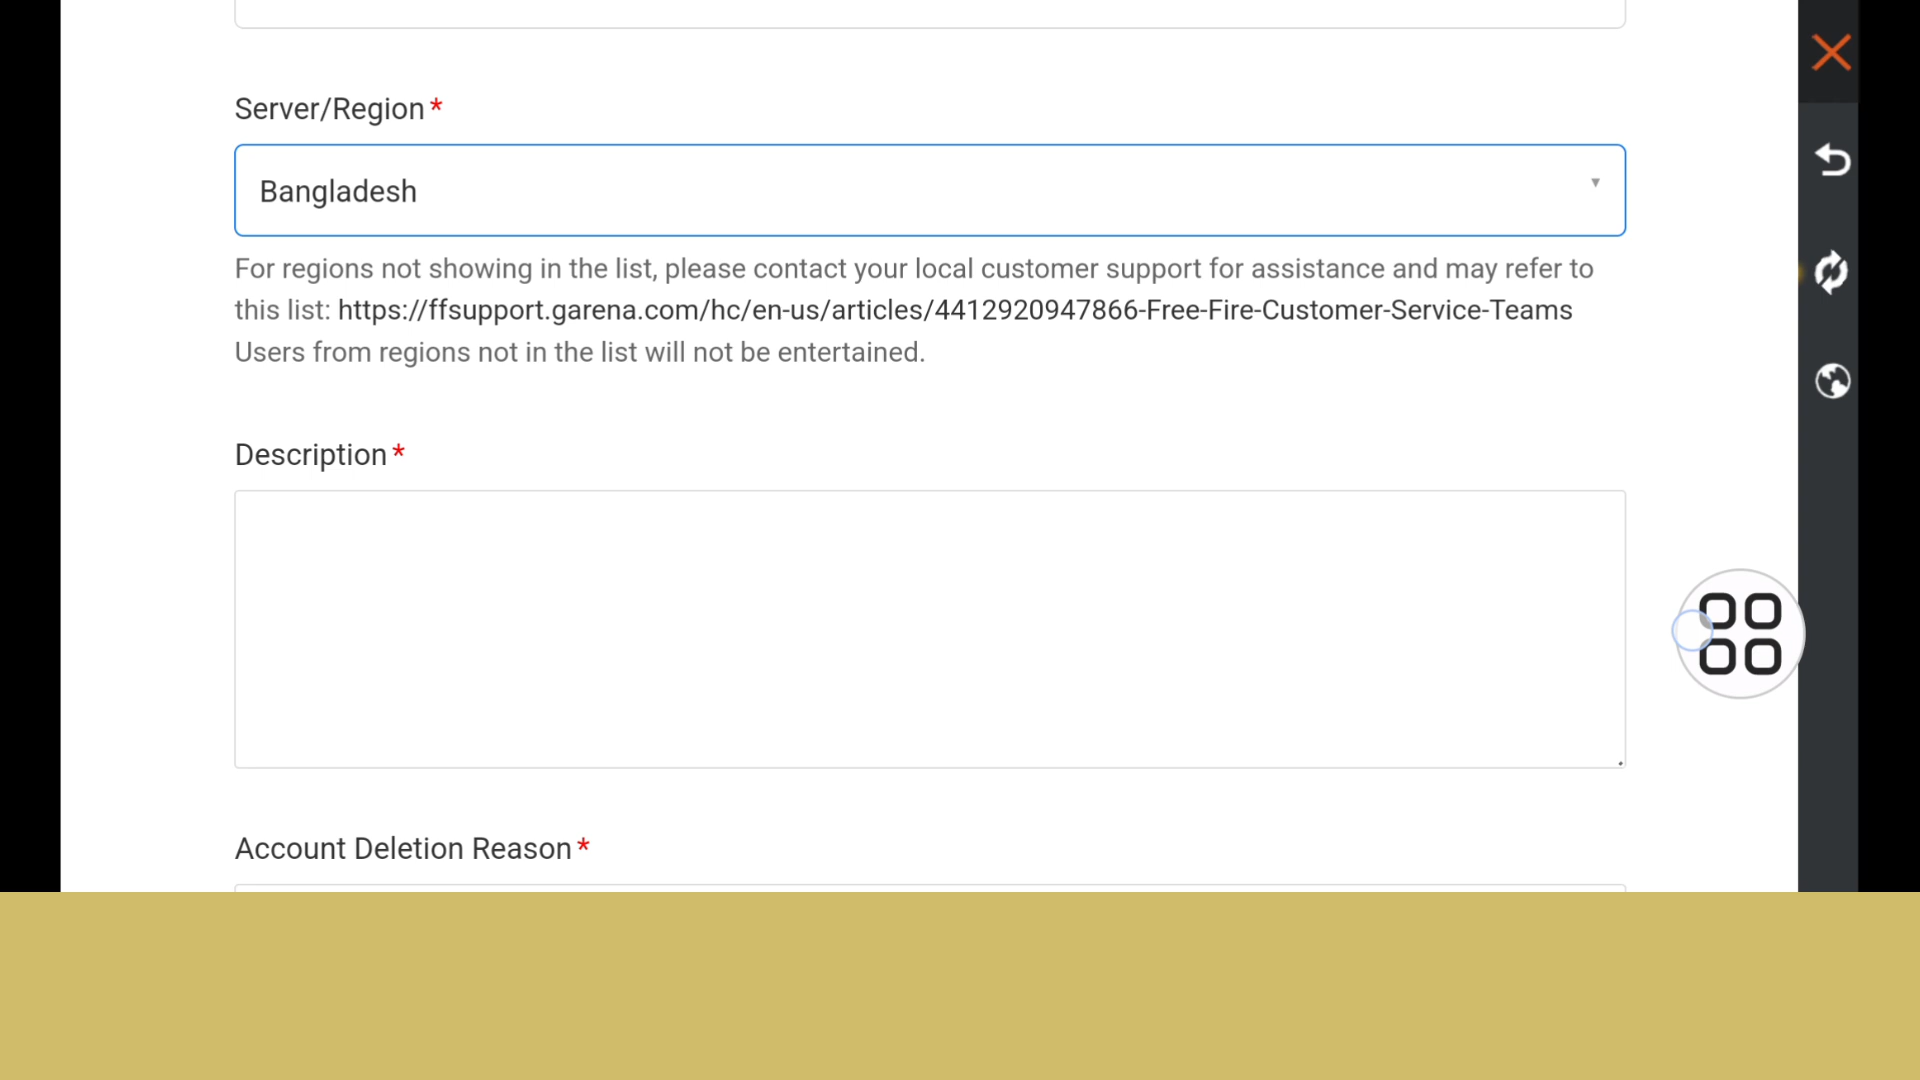 Server/Region *
Bangladesh
For regions not showing in the list, please contact your local customer support for assistance and may refer to
this list: https://ffsupport.garena.com/hc/en-us/articles/4412920947866-Free-Fire-Customer-Service-Teams
Users from regions not in the list will not be entertained.
Description *
Account Deletion Reason *